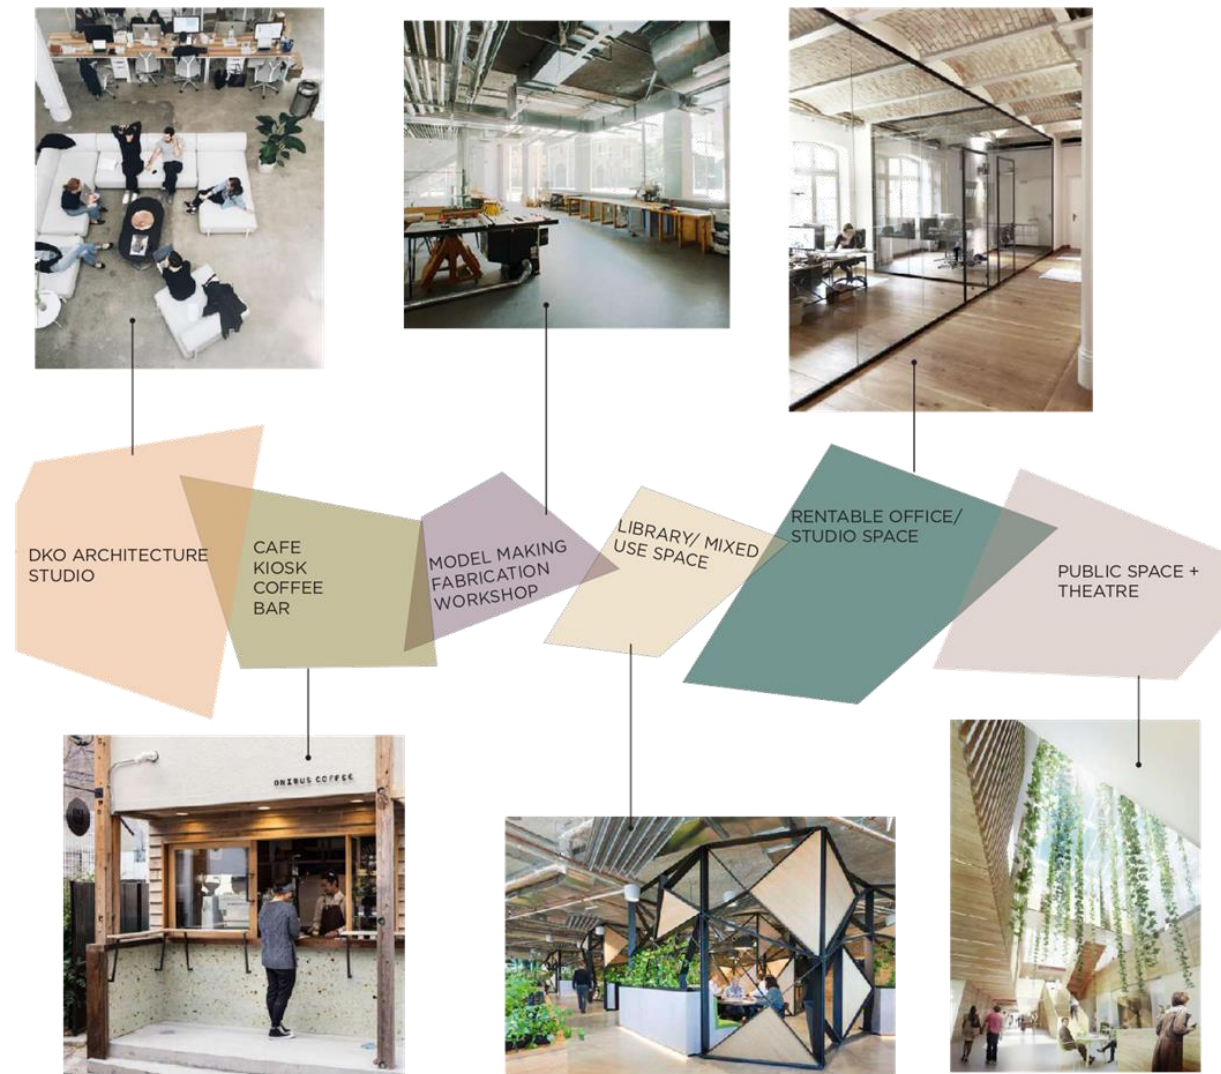 DKO ARCHITECTURE
STUDIO
CAFE
KIOSK
COFFEE
BAR
MODEL MAKING
FABRICATION
WORKSHOP
LIBRARY/ MIXED
USE SPACE
RENTABLE OFFICE/
STUDIO SPACE
PUBLIC SPACE +
THEATRE
ONIBUS COFFEE